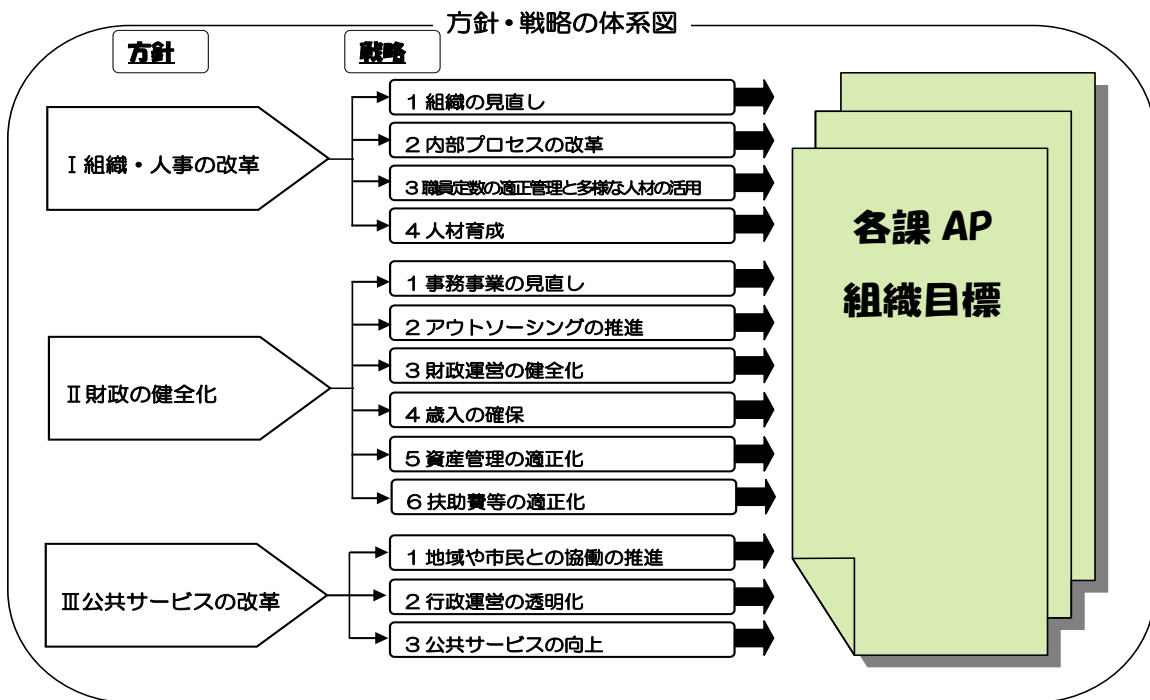 方針・戦略の体系図
方針
戦略
Ⅰ組織・人事の改革
1 組織の見直し
2 内部プロセスの改革
3 職員定数の適正管理と多様な人材の活用
4 人材育成
Ⅱ財政の健全化
1 事務事業の見直し
2 アウトソーシングの推進
3 財政運営の健全化
4 歳入の確保
5 資産管理の適正化
6 扶助費等の適正化
Ⅲ公共サービスの改革
1 地域や市民との協働の推進
2 行政運営の透明化
3 公共サービスの向上
各課 AP
組織目標